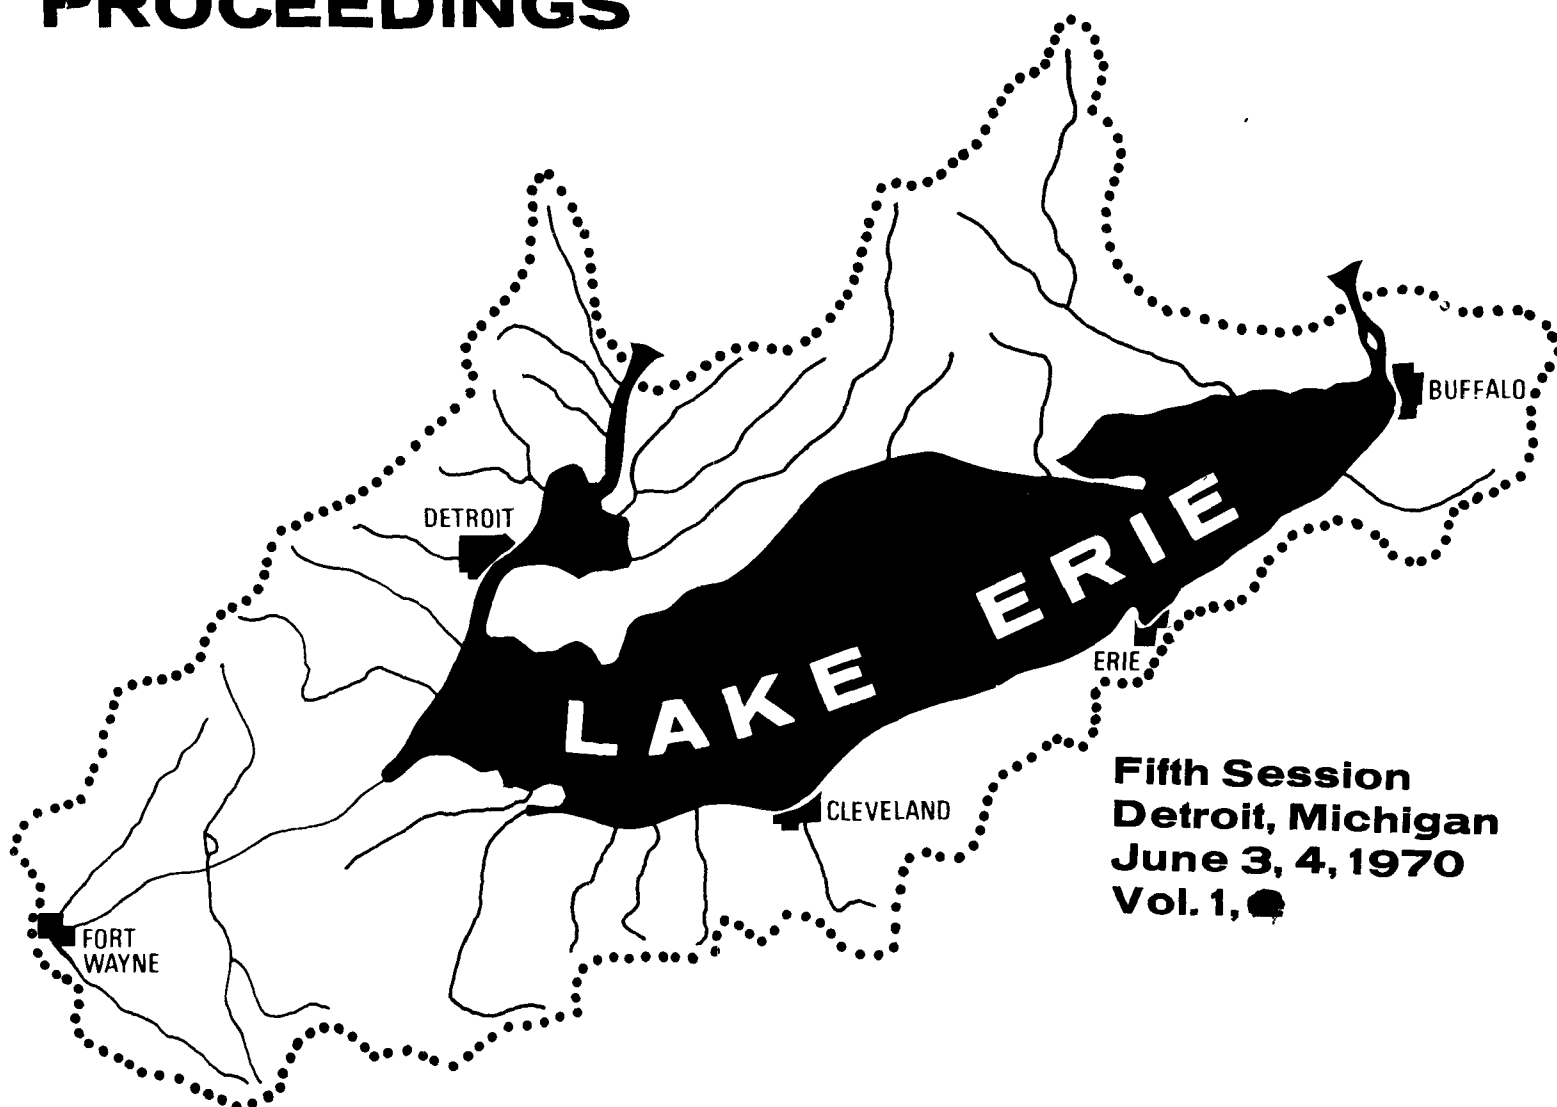 PROCEEDINGS
BUFFALO
DETROIT
LAKE ERIE
ERIE
Fifth Session
Detroit, Michigan
June 3, 4, 1970
Vol. 1,
CLEVELAND
FORT
WAYNE